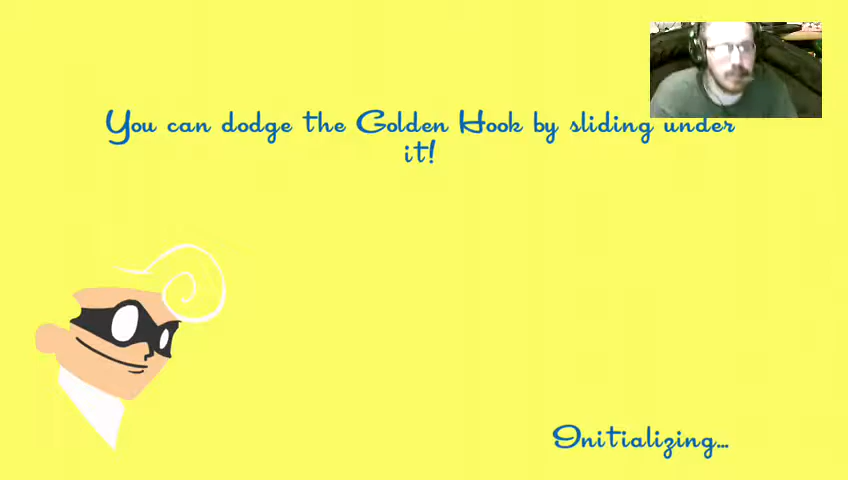 You can dodge the Golden Hook by sliding under
it!
Initializing...